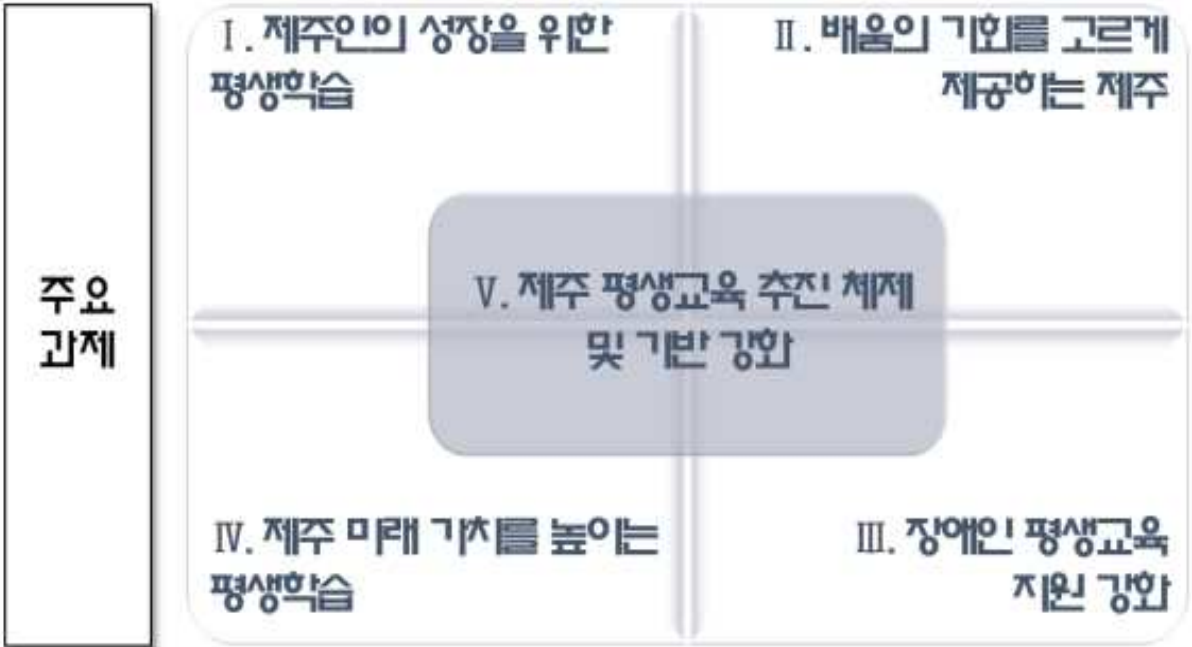 주요
과제
Ⅰ. 제주인의 성장을 위한
평생학습
Ⅱ. 배움의 기회를 고르게
제공하는 제주
Ⅴ. 제주 평생교육 추진 체제
및 기반 강화
Ⅳ. 제주 미래 가치를 높이는
평생학습
Ⅲ. 장애인 평생교육
지원 강화